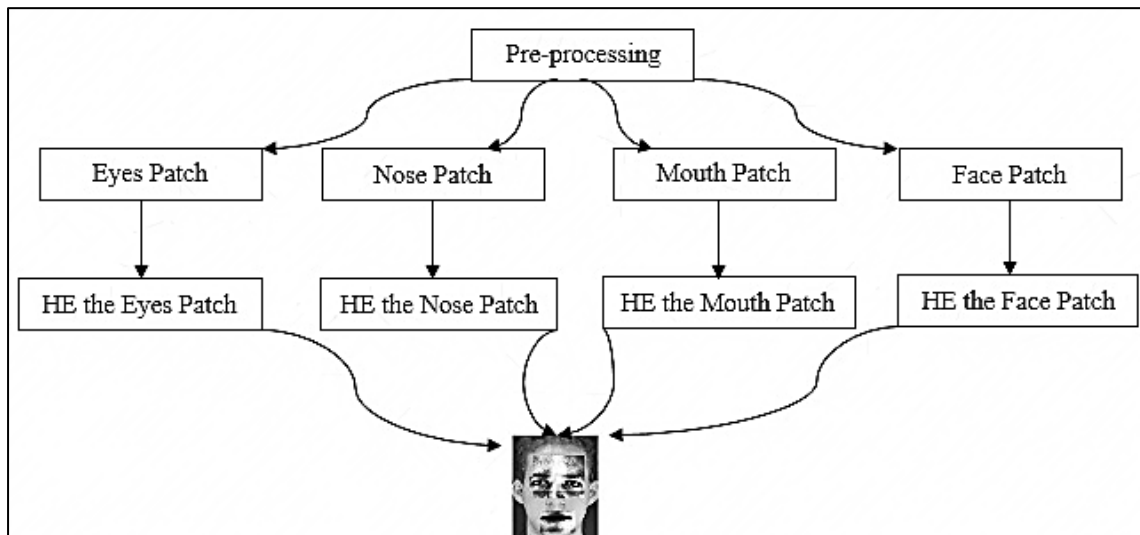 Pre-processing
Eyes Patch
Nose Patch
Mouth Patch
Face Patch
HE the Eyes Patch
HE the Nose Patch
HE the Mouth Patch
HE the Face Patch